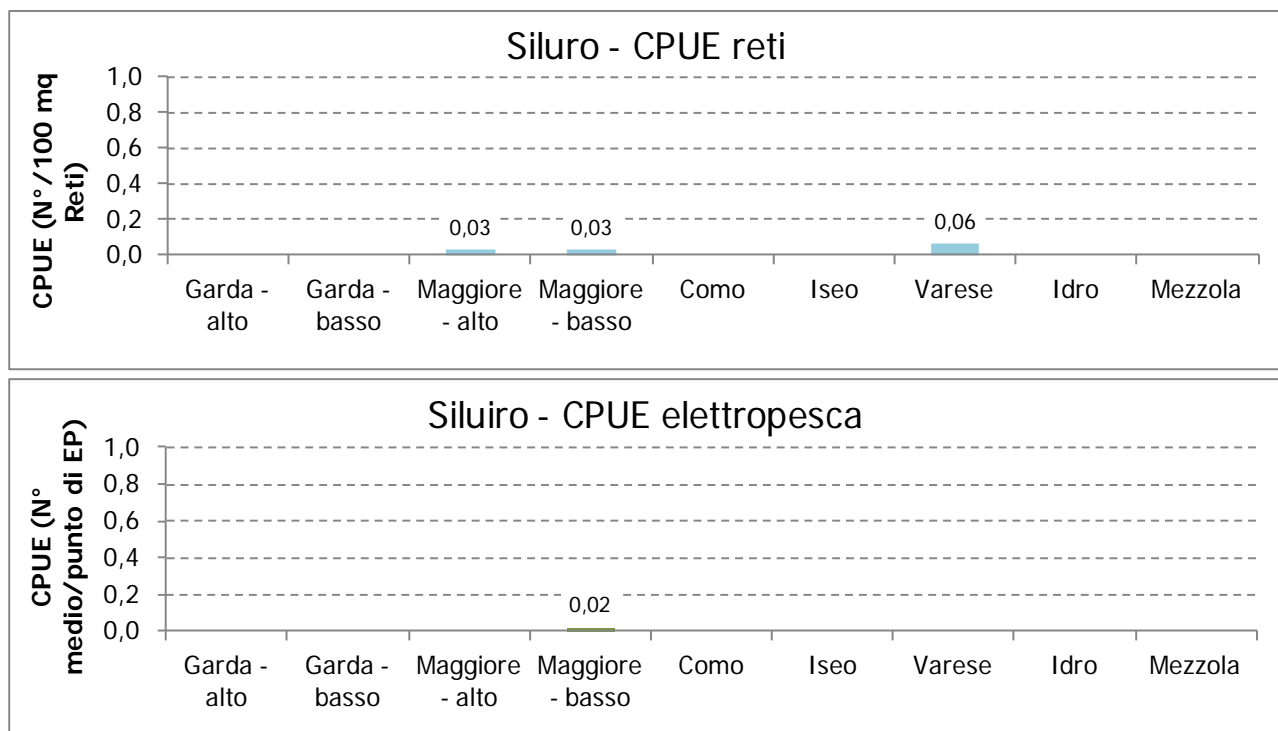 Siluro - CPUE reti
CPUE (N°/100 mq
Reti)
1,0
0,8
0,6
0,4
0,2
0,0
0,03
0,03
0,06
Garda -
alto
Garda -
basso
Maggiore
- alto
Maggiore
- basso
Como
Iseo
Varese
Idro
Mezzola
Siluiro - CPUE elettropesca
CPUE (N°
medio/punto di EP)
1,0
0,8
0,6
0,4
0,2
0,0
0,02
Garda -
alto
Garda -
basso
Maggiore
- alto
Maggiore
- basso
Como
Iseo
Varese
Idro
Mezzola